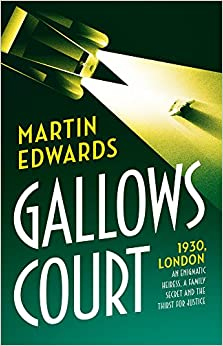 MARTIN
EDWARDS
GALLOWS
COURT
1930,
LONDON
AN ENIGMATIC
HEIRESS, A FAMILY
SECRET AND THE
THIRST FOR JUSTICE